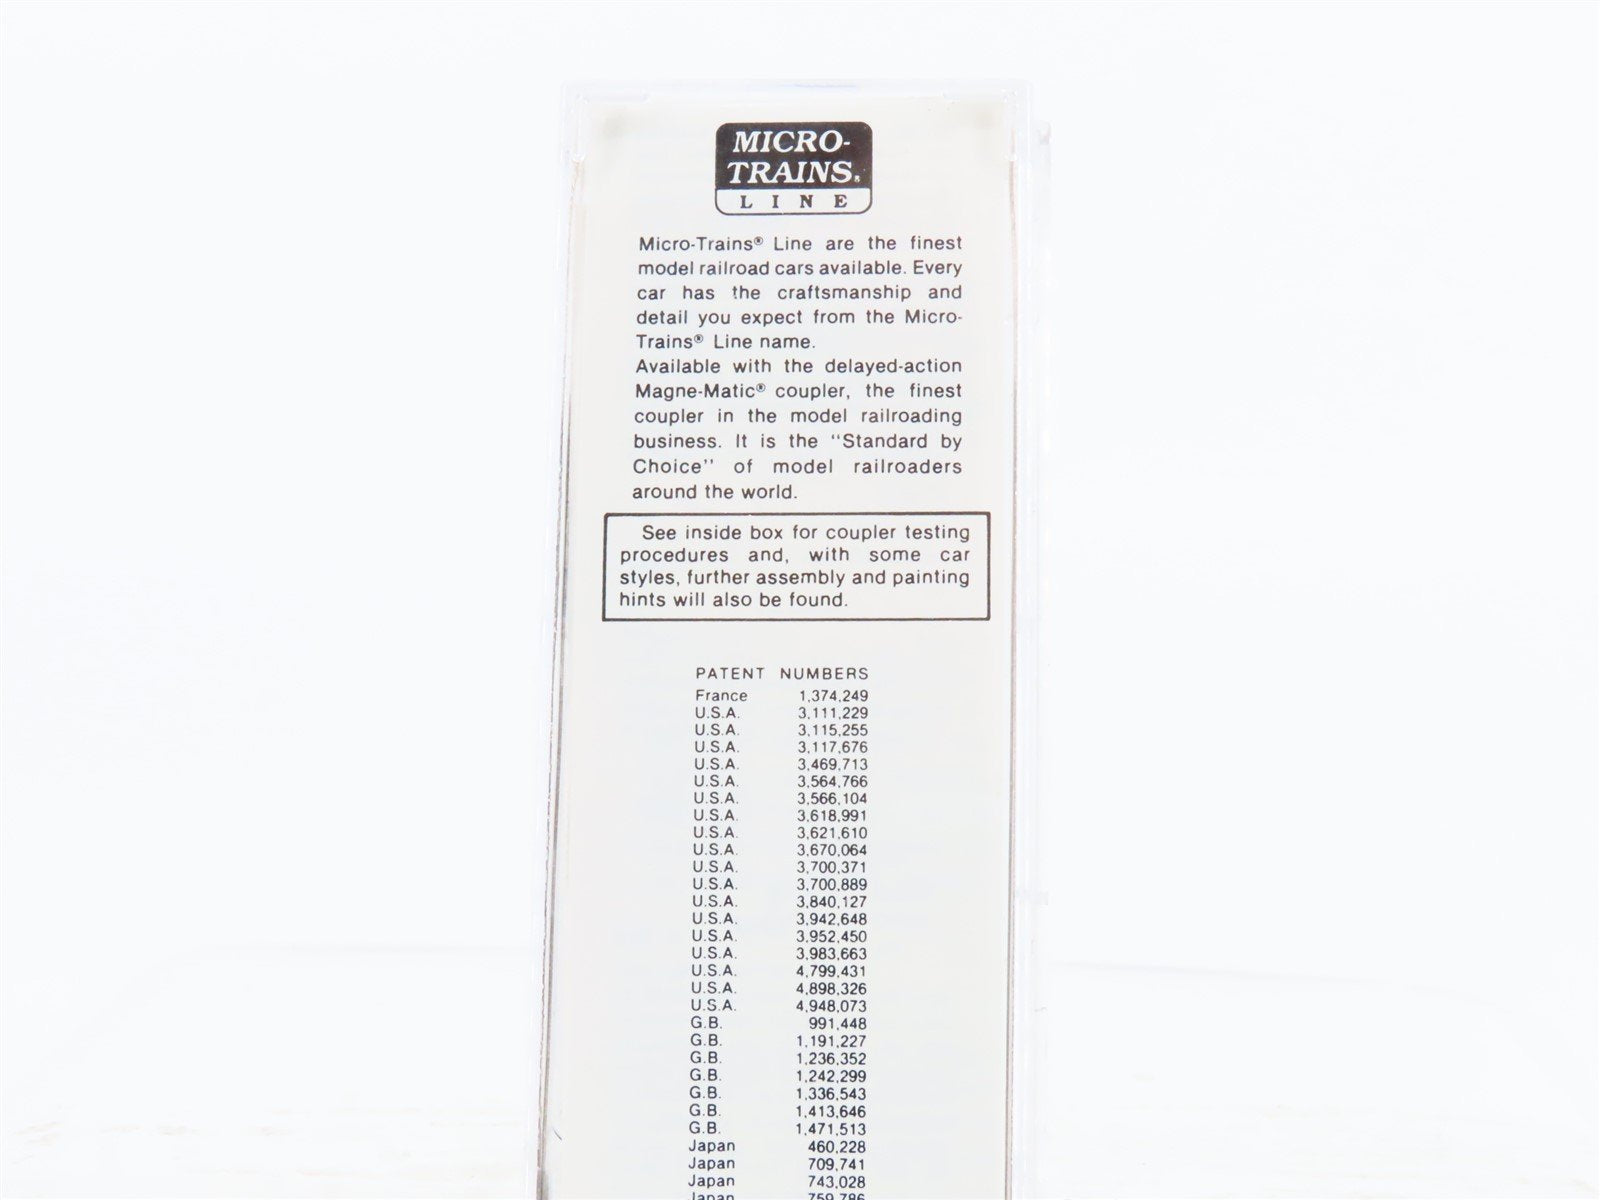 MICRO-
TRAINS®
LINE
Micro-Trains® Line are the finest
model railroad cars available. Every
car has the craftsmanship and
detail you expect from the Micro-
Trains® Line name.
Available with the delayed-action
Magne-Matic® coupler, the finest
coupler in the model railroading
business. It is the "Standard by
Choice" of model railroaders
around the world.
See inside box for coupler testing
procedures and, with some car
styles, further assembly and painting
hints will also be found.
PATENT NUMBERS
France 1,374,249
U.S.A. 3,111,229
U.S.A. 3,115,255
U.S.A. 3,117,676
U.S.A. 3,469,713
U.S.A. 3,564,766
U.S.A. 3,566,104
U.S.A. 3,618,991
U.S.A. 3,621,610
U.S.A. 3,670,064
U.S.A. 3,700,371
U.S.A. 3,700,889
U.S.A. 3,840,127
U.S.A. 3,942,648
U.S.A. 3,952,450
U.S.A. 3,983,663
U.S.A. 4,799,431
U.S.A. 4,898,326
U.S.A. 4,948,073
G.B. 991,448
G.B. 1,191,227
G.B. 1,236,352
G.B. 1,242,299
G.B. 1,336,543
G.B. 1,413,646
G.B. 1,471,513
Japan 460,228
Japan 709,741
Japan 743,028
Japan 759,786